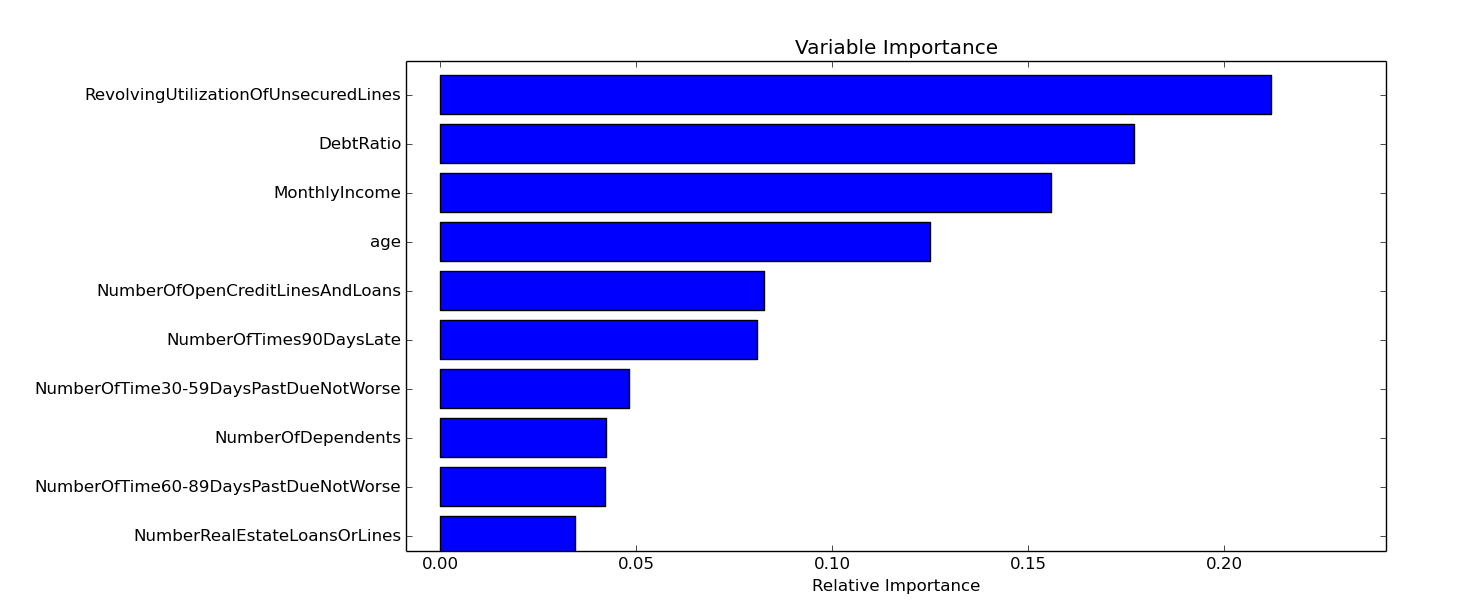 Variable Importance
RevolvingUtilizationOfUnsecuredLines
DebtRatio
MonthlyIncome
age
NumberOfOpenCreditLinesAndLoans
NumberOfTimes90DaysLate
NumberOfTime30-59DaysPastDueNotWorse
NumberOfDependents
NumberOfTime60-89DaysPastDueNotWorse
NumberRealEstateLoansOrLines
0.00 0.05 0.10 0.15 0.20
Relative Importance